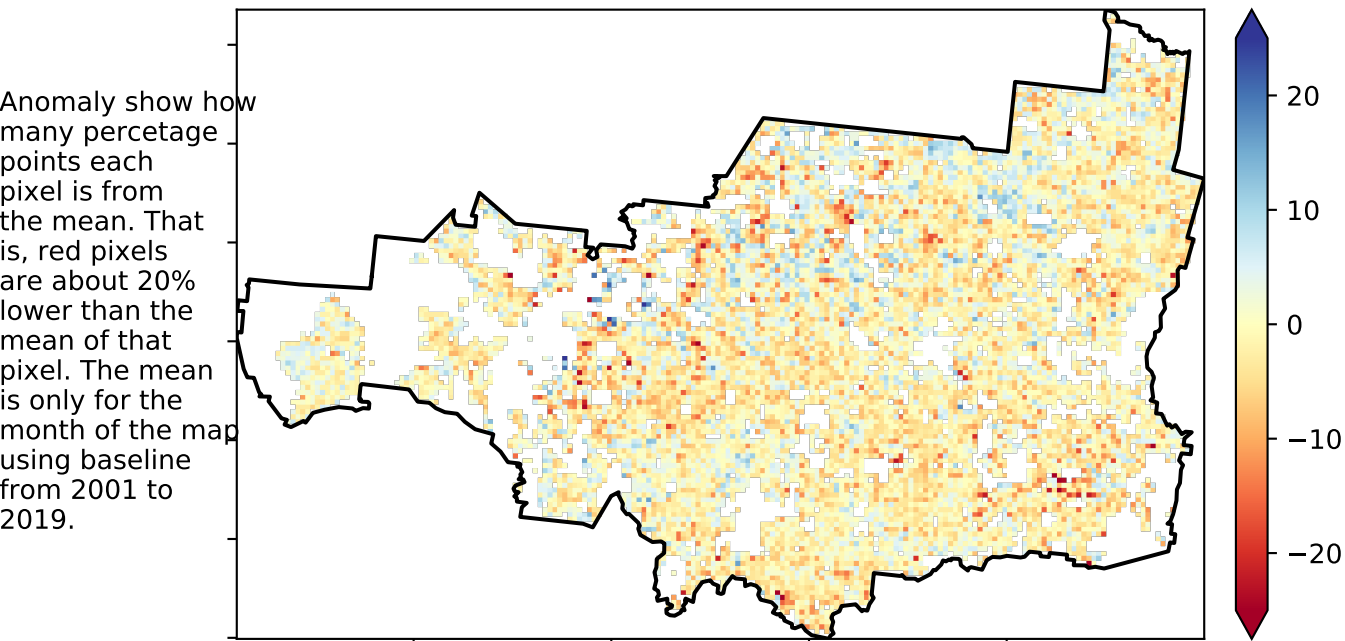 Anomaly show how
many percetage
points each
pixel is from
the mean. That
is, red pixels
are about 20%
lower than the
mean of that
pixel. The mean
is only for the
month of the map
using baseline
from 2001 to
2019.
20
10
0
−10
−20